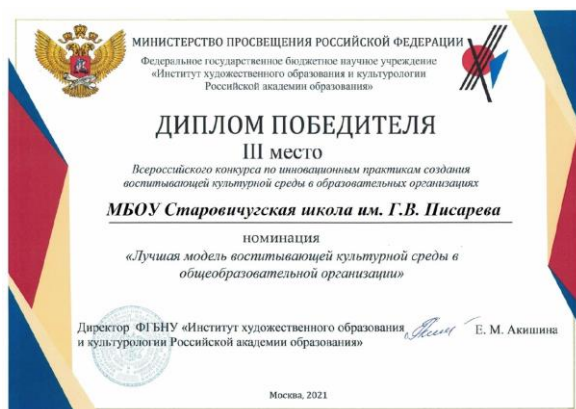 МИНИСТЕРСТВО ПРОСВЕЩЕНИЯ РОССИЙСКОЙ ФЕДЕРАЦИИ
Федеральное государственное бюджетное научное учреждение
«Институт художественного образования и культурологии
Российской академии образования»
ДИПЛОМ ПОБЕДИТЕЛЯ
III место
Всероссийского конкурса по инновационным практикам создания
воспитывающей культурной среды в образовательных организациях
МБОУ Старовичугская школа им. Г.В. Писарева
номинация
«Лучшая модель воспитывающей культурной среды в
общеобразовательной организации»
Директор ФГБНУ «Институт художественного образования
и культурологии Российской академии образования»
Е. М. Акишина
Москва, 2021